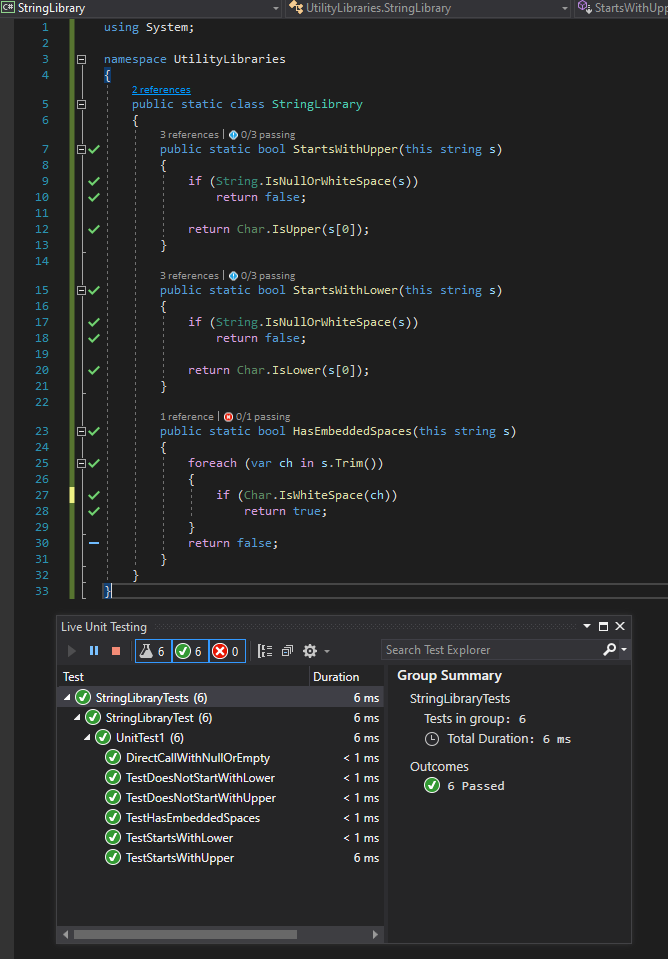 C# StringLibrary UtilityLibraries.StringLibrary StartsWithUpp
1 using System;
2
3 namespace UtilityLibraries
4 {
2 references
5 public static class StringLibrary
6 {
3 references | 0/3 passing
7 public static bool StartsWithUpper(this string s)
8 {
9 if (String.IsNullOrWhiteSpace(s))
10 return false;
11
12 return Char.IsUpper(s[0]);
13 }
14
3 references | 0/3 passing
15 public static bool StartsWithLower(this string s)
16 {
17 if (String.IsNullOrWhiteSpace(s))
18 return false;
19
20 return Char.IsLower(s[0]);
21 }
22
1 reference | 0/1 passing
23 public static bool HasEmbeddedSpaces(this string s)
24 {
25 foreach (var ch in s.Trim())
26 {
27 if (Char.IsWhiteSpace(ch))
28 return true;
29 }
30 return false;
31 }
32 }
33 }
Live Unit Testing
6 6 0 Search Test Explorer
Test Duration
StringLibraryTests (6) 6 ms
StringLibraryTest (6) 6 ms
UnitTest1 (6) 6 ms
DirectCallWithNullOrEmpty < 1 ms
TestDoesNotStartWithLower < 1 ms
TestDoesNotStartWithUpper < 1 ms
TestHasEmbeddedSpaces < 1 ms
TestStartsWithLower < 1 ms
TestStartsWithUpper 6 ms
Group Summary
StringLibraryTests
Tests in group: 6
Total Duration: 6 ms
Outcomes
6 Passed